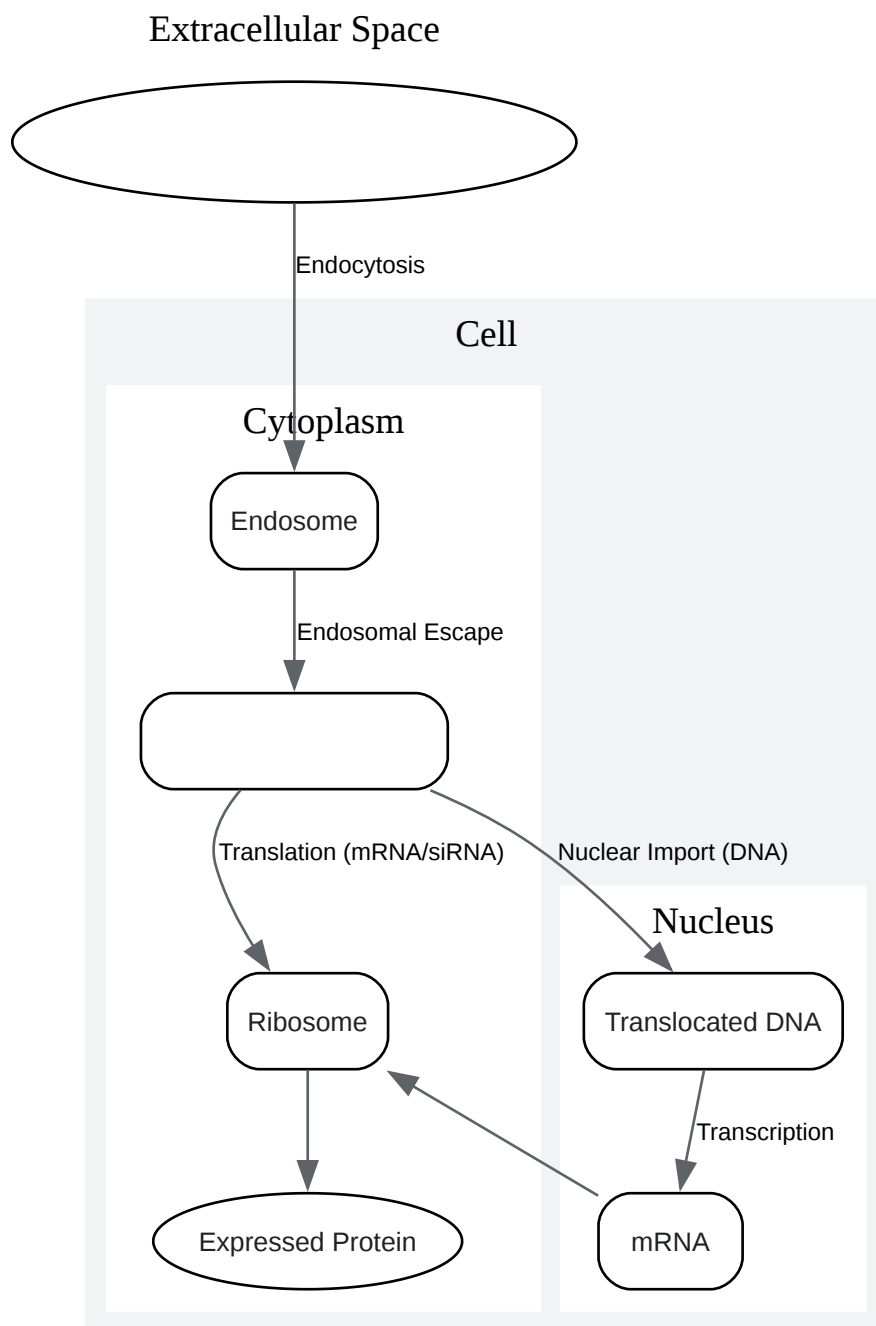 Extracellular Space
Endocytosis
Cell
Cytoplasm
Endosome
Endosomal Escape
Translation (mRNA/siRNA)
Nuclear Import (DNA)
Nucleus
Ribosome
Translocated DNA
Transcription
Expressed Protein
mRNA